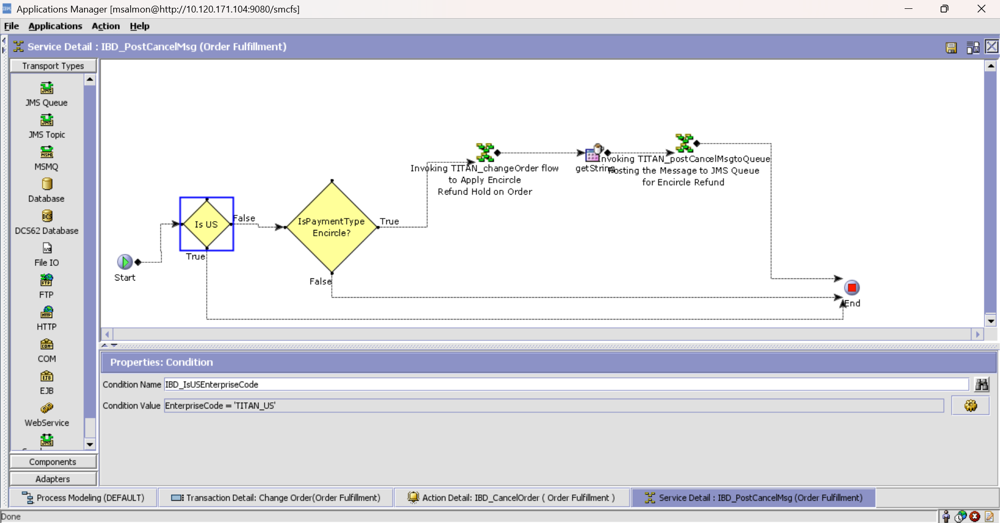 Applications Manager [msalmon@http://10.120.171.104:9080/smcfs]
File Applications Action Help
Service Detail : IBD_PostCancelMsg (Order Fulfillment)
Transport Types
JMS Queue
JMS Topic
MSMQ
Database
DCS62 Database
File IO
FTP
HTTP
COM
EJB
WebService
Components
Adapters
Start
Is US
False
True
IsPaymentType
Encircle?
True
False
Invoking TITAN_changeOrder flow
to Apply Encircle
Refund Hold on Order
getString
Invoking TITAN_postCancelMsgtoQueue
Posting the Message to JMS Queue
for Encircle Refund
End
Properties: Condition
Condition Name IBD_IsUSEnterpriseCode
Condition Value EnterpriseCode = 'TITAN_US'
Process Modeling (DEFAULT)
Transaction Detail: Change Order(Order Fulfillment)
Action Detail: IBD_CancelOrder ( Order Fulfillment )
Service Detail : IBD_PostCancelMsg (Order Fulfillment)
Done